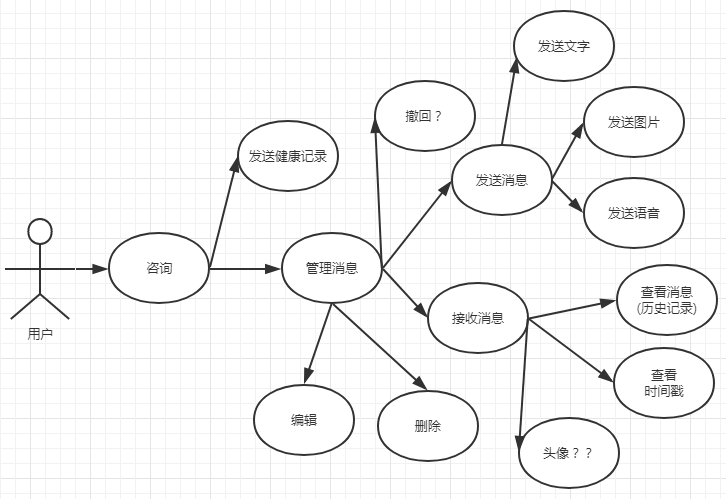 发送文字
撤回？
发送图片
发送健康记录
发送消息
发送语音
咨询
管理消息
查看消息
(历史记录)
接收消息
用户
查看
时间戳
编辑
删除
头像？？